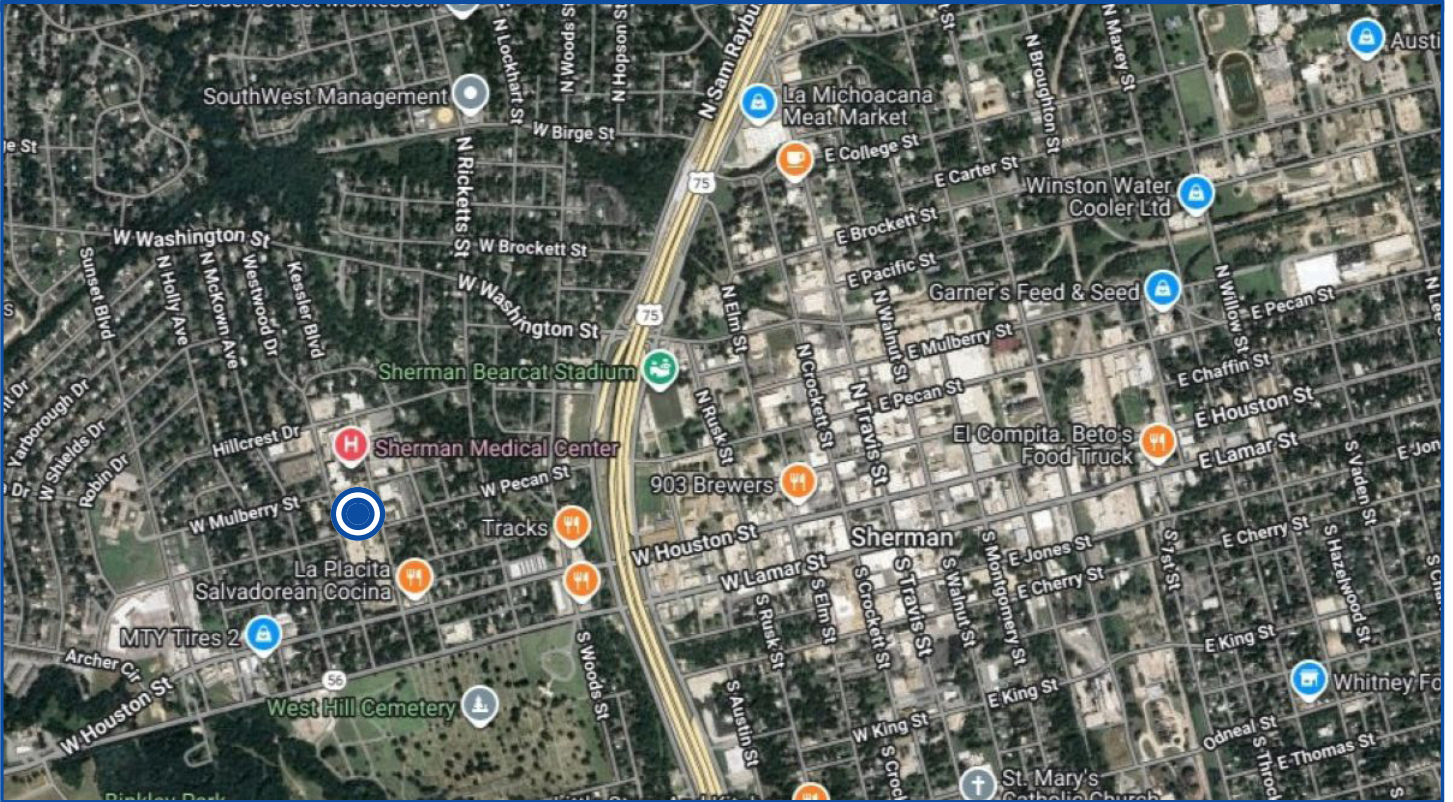 SouthWest Management
N Lockhart St
N Woods St
N Hopson St
W Birge St
N Ricketts St
75
La Michoacana
Meat Market
E College St
E Carter St
N Broughton St
N Maxey St
Winston Water
Cooler Ltd
E Brockett St
W Washington St
W Brockett St
E Pacific St
Garner's Feed & Seed
N Willow St
E Pecan St
Sunset Blvd
N Holly Ave
N McKown Ave
Westwood Dr
Kessler Blvd
W Washington St
75
N Elm St
N Walnut St
E Mulberry St
E Chaffin St
Sherman Bearcat Stadium
N Crockett St
E Pecan St
N Rusk St
N Travis St
E Houston St
Yarborough Dr
W Shields Dr
Robin Dr
Hillcrest Dr
Sherman Medical Center
El Compita. Beto's
Food Truck
E Lamar St
S Vaden St
W Pecan St
903 Brewers
W Mulberry St
Tracks
W Houston St
Sherman
E Jones St
E Cherry St
S Hazelwood St
La Placita
Salvadorean Cocina
W Lamar St
E Cherry St
S 1st St
S Rusk St
S Elm St
S Crockett St
S Travis St
S Walnut St
S Montgomery St
MTY Tires 2
Archer Cir
56
W Houston St
West Hill Cemetery
S Woods St
S Austin St
E King St
E King St
W King St
Whitney Fo
Odneal St
E Thomas St
S Throc
S Croc
St. Mary's
Catholic Church